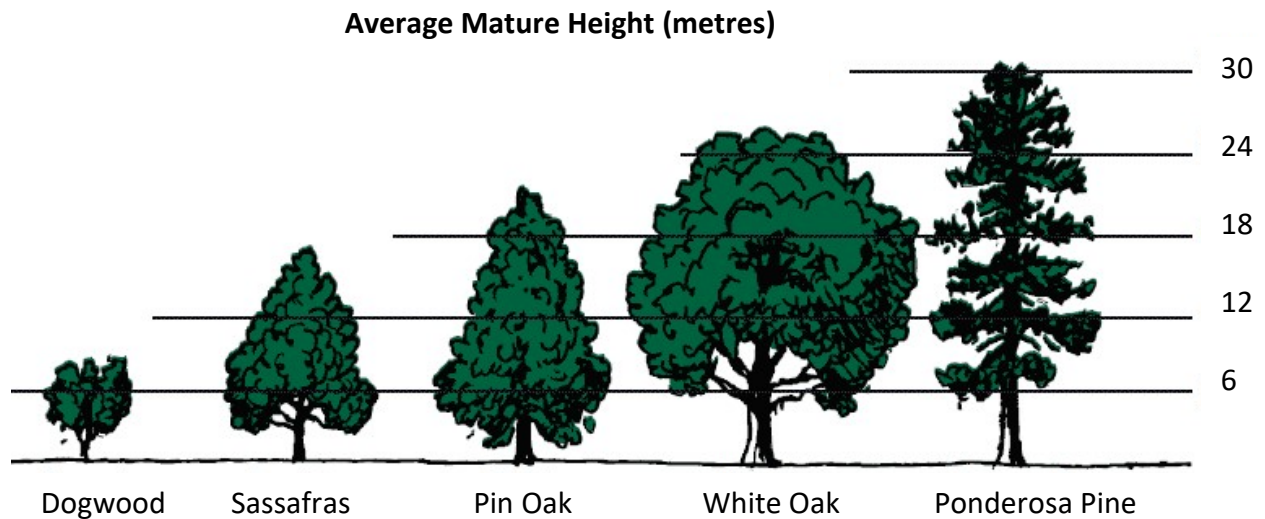 Average Mature Height (metres)
30
24
18
12
6
Dogwood Sassafras Pin Oak White Oak Ponderosa Pine